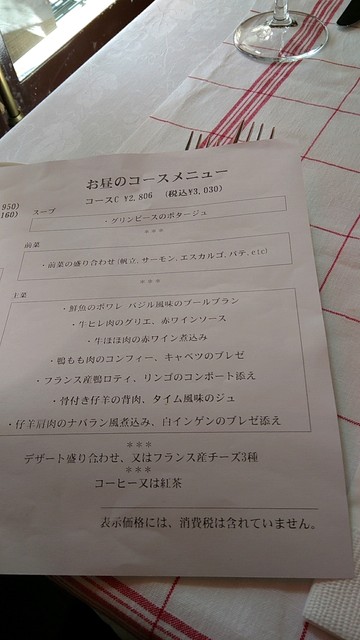 お昼のコースメニュー
950)
160)
コースC ¥2,806 (税込¥3,030)
スープ
・グリンピースのポタージュ
***
前菜
・前菜の盛り合わせ(帆立、サーモン、エスカルゴ、パテ、etc)
***
主菜
・鮮魚のポワレ バジル風味のブールブラン
・牛ヒレ肉のグリエ、赤ワインソース
・牛ほほ肉の赤ワイン煮込み
・鴨もも肉のコンフィー、キャベツのブレゼ
・フランス産鴨ロティ、リンゴのコンポート添え
・骨付き仔羊の背肉、タイム風味のジュ
・仔羊肩肉のナバラン風煮込み、白インゲンのブレゼ添え
***
デザート盛り合わせ、又はフランス産チーズ3種
***
コーヒー又は紅茶
表示価格には、消費税は含れていません。